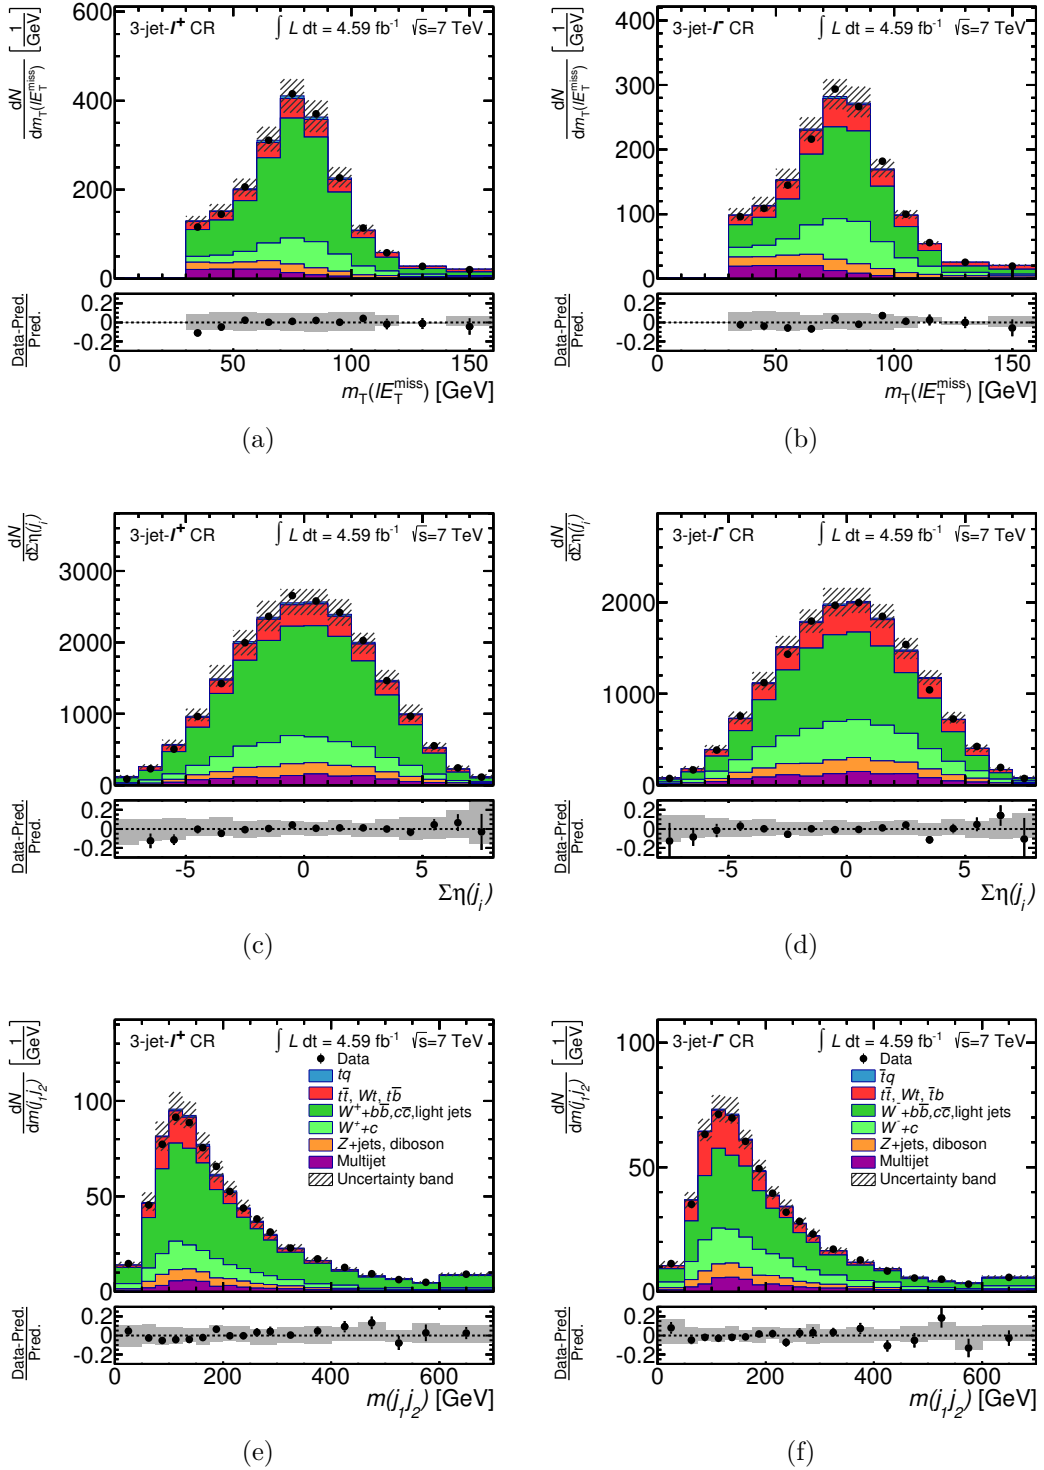 3-jet-l⁺ CR ∫ L dt = 4.59 fb⁻¹ √s=7 TeV
dN/dm_T(lE_T^miss) [1/GeV]
600
400
200
0
Data-Pred. / Pred.
0.2
0
-0.2
0 50 100 150
m_T(lE_T^miss) [GeV]
(a)
3-jet-l⁻ CR ∫ L dt = 4.59 fb⁻¹ √s=7 TeV
dN/dm_T(lE_T^miss) [1/GeV]
400
300
200
100
0
Data-Pred. / Pred.
0.2
0
-0.2
0 50 100 150
m_T(lE_T^miss) [GeV]
(b)
3-jet-l⁺ CR ∫ L dt = 4.59 fb⁻¹ √s=7 TeV
dN/dΣη(j_i)
3000
2000
1000
0
Data-Pred. / Pred.
0.2
0
-0.2
-5 0 5
Ση(j_i)
(c)
3-jet-l⁻ CR ∫ L dt = 4.59 fb⁻¹ √s=7 TeV
dN/dΣη(j_i)
2000
1000
0
Data-Pred. / Pred.
0.2
0
-0.2
-5 0 5
Ση(j_i)
(d)
3-jet-l⁺ CR ∫ L dt = 4.59 fb⁻¹ √s=7 TeV
Data
tq
tt̄, Wt, tb̄
W⁺+bb̄,cc̄,light jets
W⁺+c
Z+jets, diboson
Multijet
Uncertainty band
dN/dm(j₁j₂) [1/GeV]
100
50
0
Data-Pred. / Pred.
0.2
0
-0.2
0 200 400 600
m(j₁j₂) [GeV]
(e)
3-jet-l⁻ CR ∫ L dt = 4.59 fb⁻¹ √s=7 TeV
Data
t̄q
tt̄, Wt, t̄b
W⁻+bb̄,cc̄,light jets
W⁻+c
Z+jets, diboson
Multijet
Uncertainty band
dN/dm(j₁j₂) [1/GeV]
100
50
0
Data-Pred. / Pred.
0.2
0
-0.2
0 200 400 600
m(j₁j₂) [GeV]
(f)